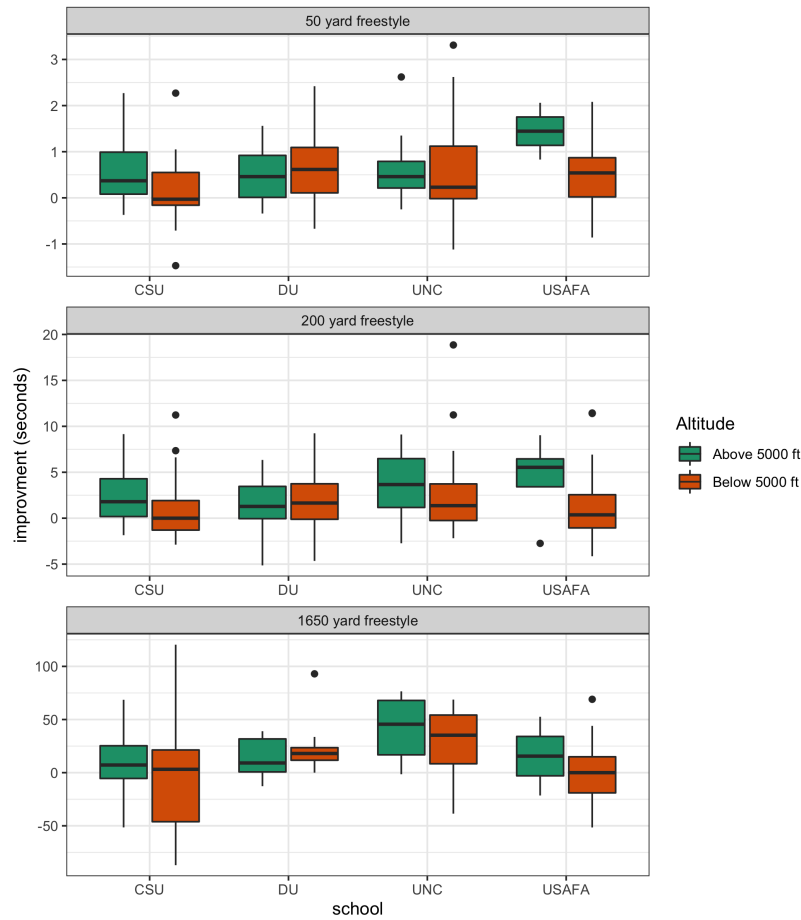 50 yard freestyle
3
2
1
0
-1
CSU DU UNC USAFA
200 yard freestyle
20
15
10
5
0
-5
CSU DU UNC USAFA
1650 yard freestyle
100
50
0
-50
CSU DU UNC USAFA
school
improvment (seconds)
Altitude
Above 5000 ft
Below 5000 ft